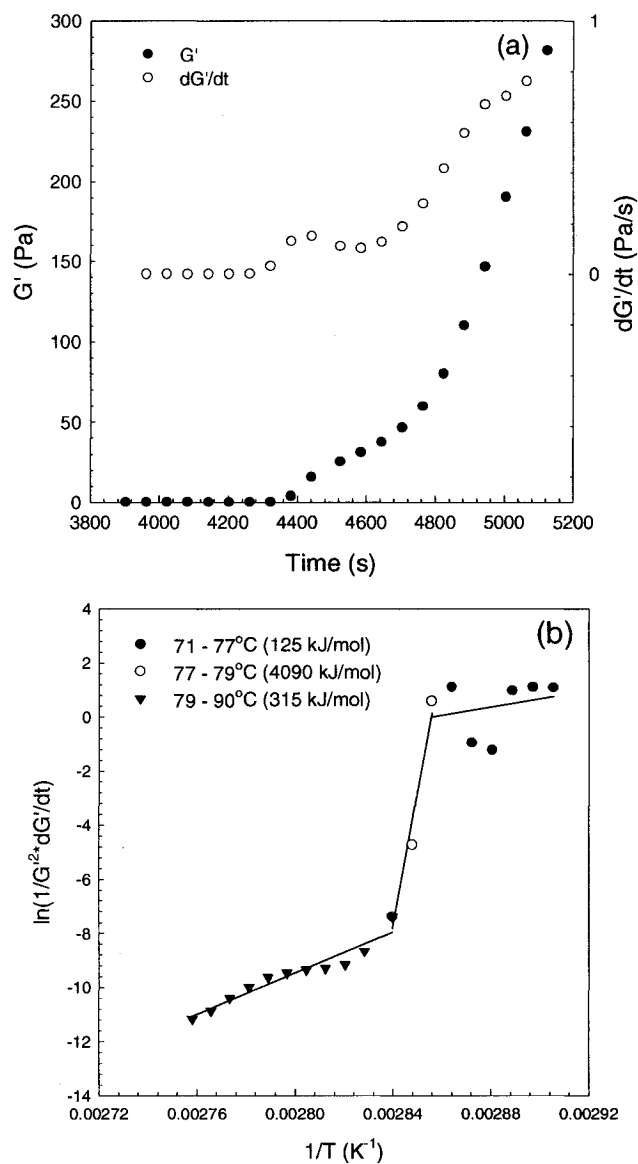 (a)
● G'
○ dG'/dt
300
250
200
150
100
50
0
G' (Pa)
1
0
dG'/dt (Pa/s)
3800 4000 4200 4400 4600 4800 5000 5200
Time (s)
(b)
● 71 - 77°C (125 kJ/mol)
○ 77 - 79°C (4090 kJ/mol)
▼ 79 - 90°C (315 kJ/mol)
4
2
0
-2
-4
-6
-8
-10
-12
-14
ln(1/G'²*dG'/dt)
0.00272 0.00276 0.00280 0.00284 0.00288 0.00292
1/T (K⁻¹)